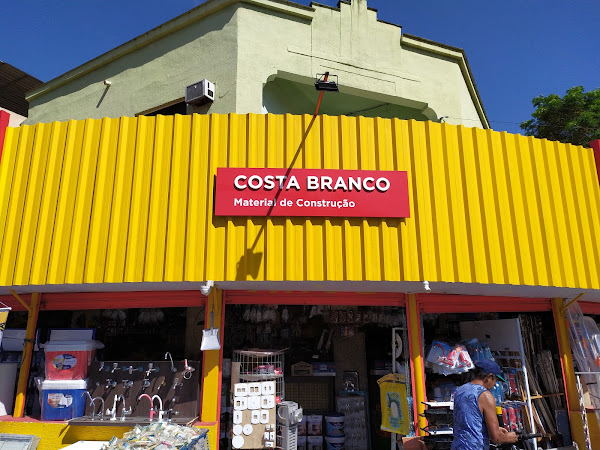 COSTA BRANCO
Material de Construção